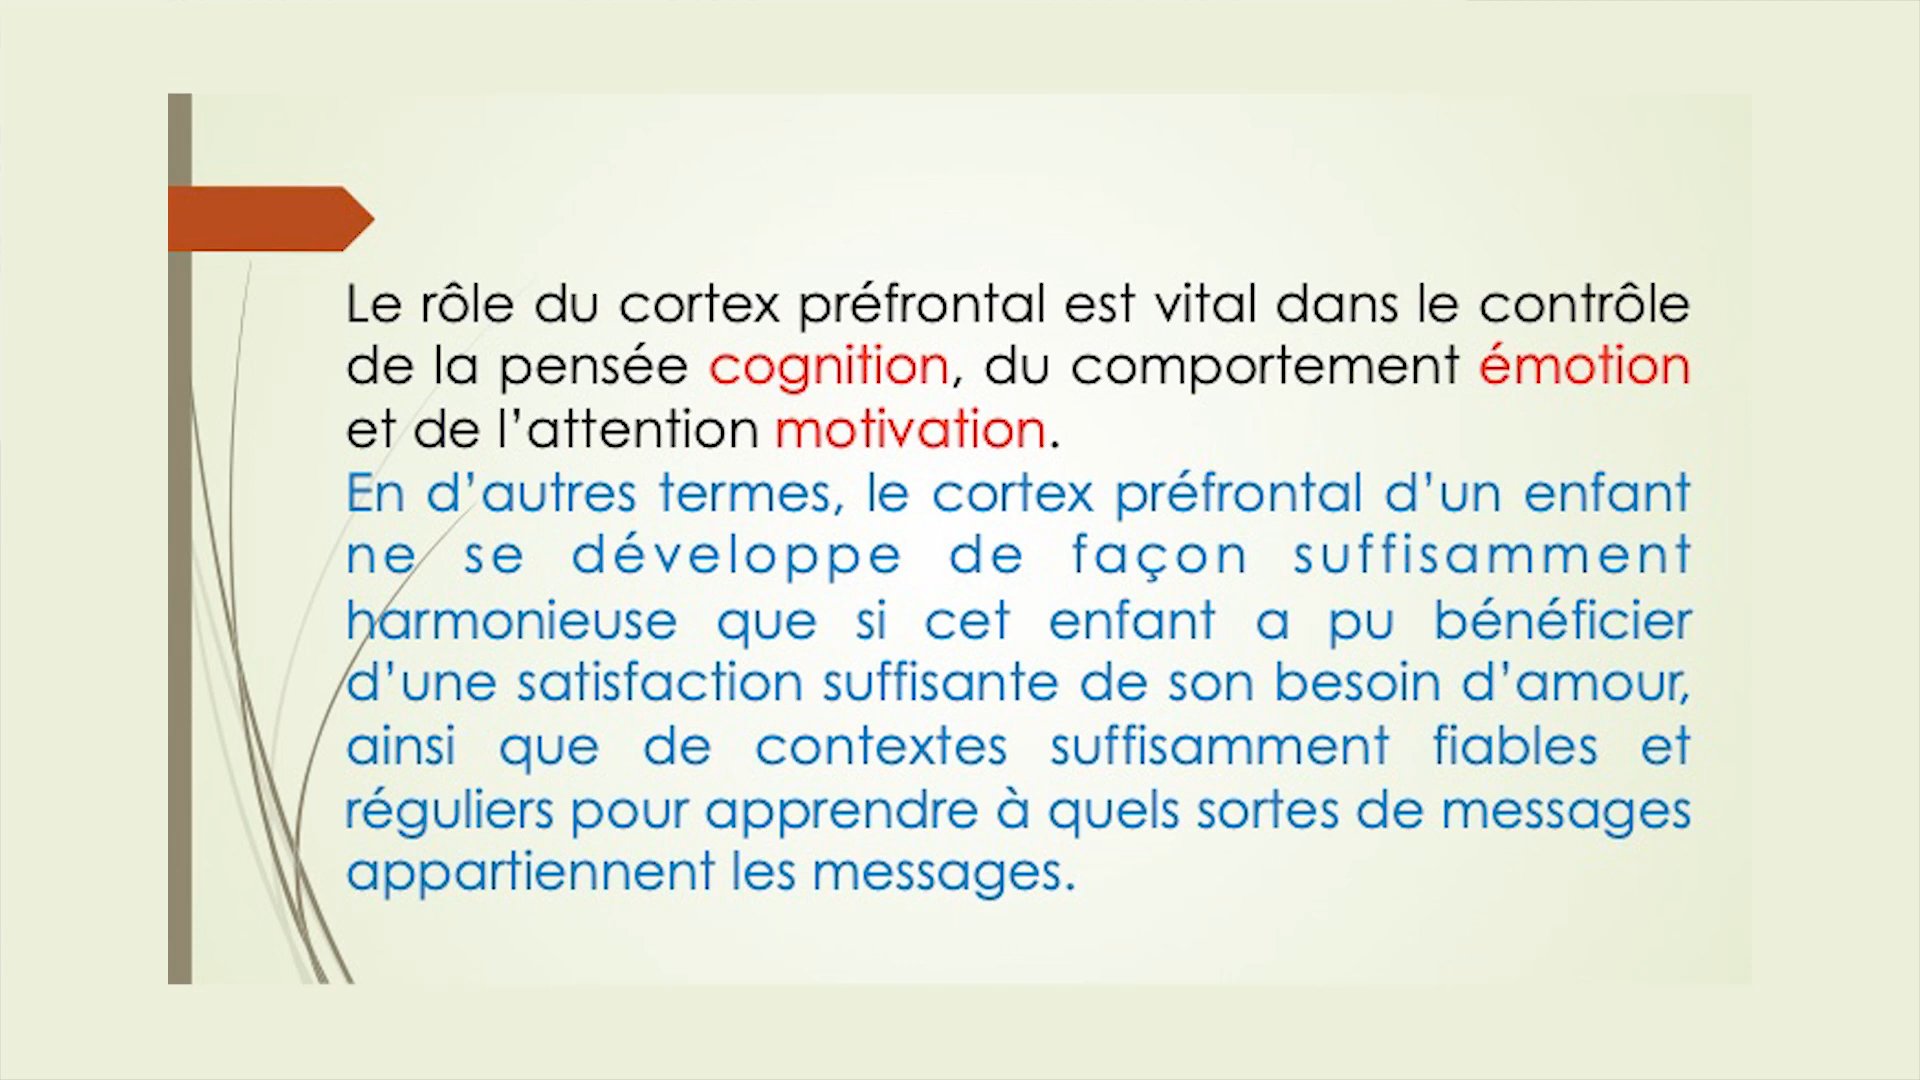 Le rôle du cortex préfrontal est vital dans le contrôle
de la pensée cognition, du comportement émotion
et de l’attention motivation.
En d’autres termes, le cortex préfrontal d’un enfant
ne se développe de façon suffisamment
harmonieuse que si cet enfant a pu bénéficier
d’une satisfaction suffisante de son besoin d’amour,
ainsi que de contextes suffisamment fiables et
réguliers pour apprendre à quels sortes de messages
appartiennent les messages.